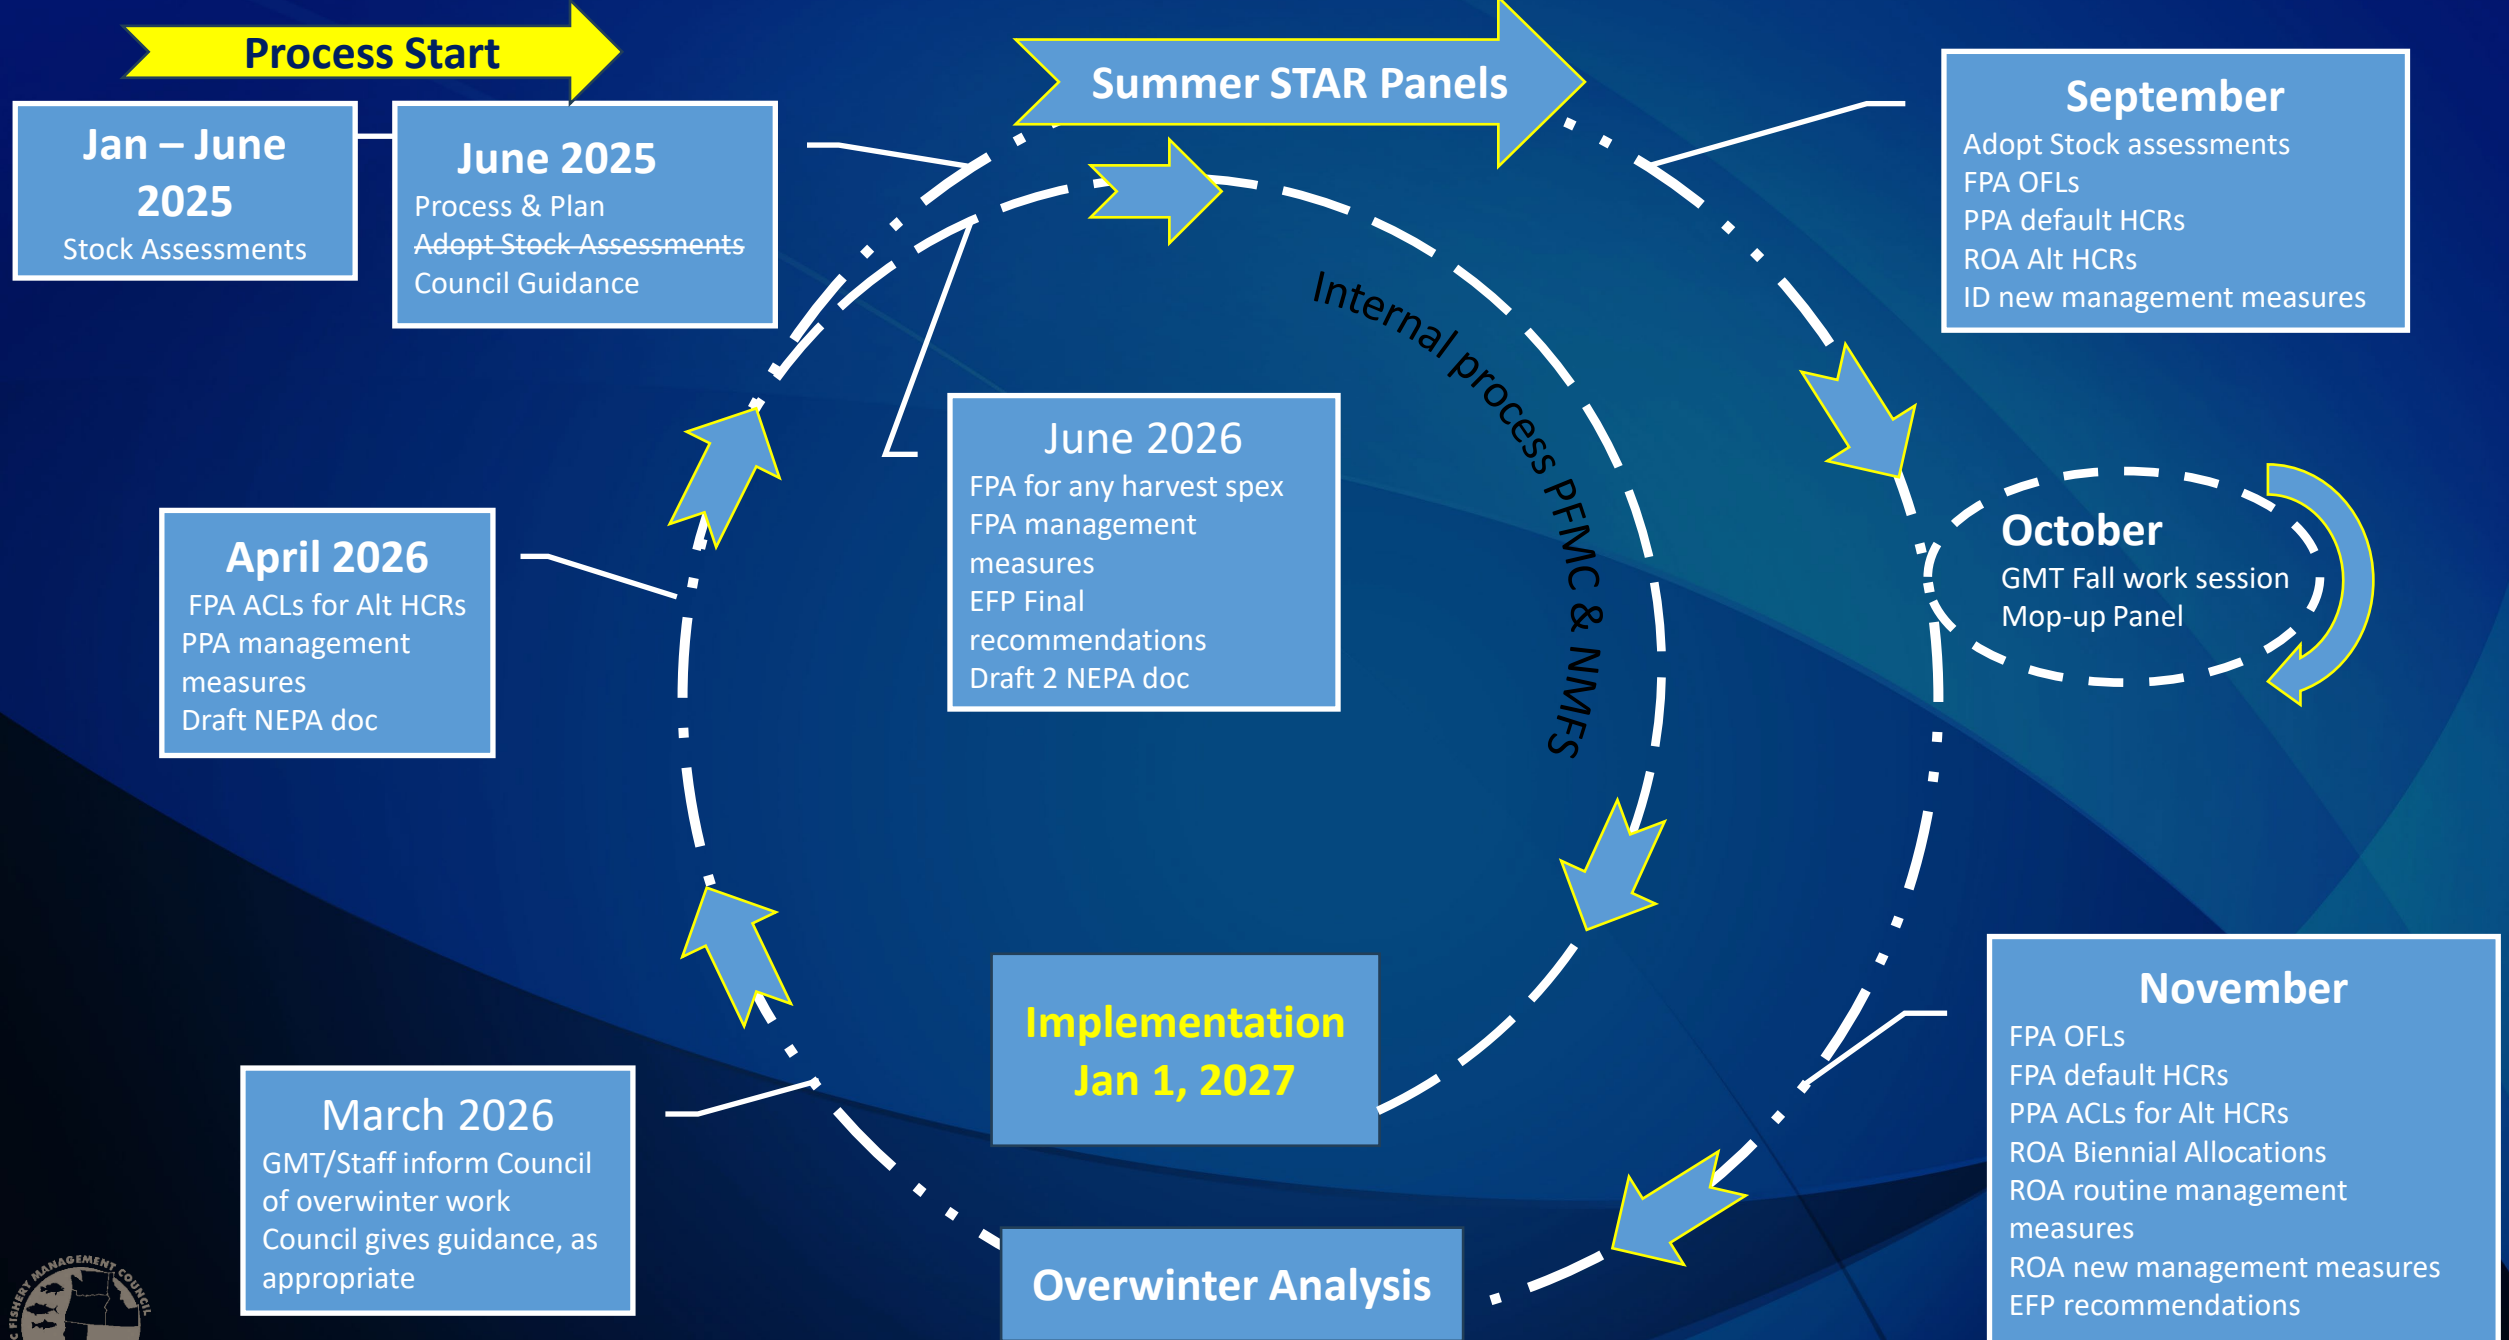 Process Start
Jan – June
2025
Stock Assessments
June 2025
Process & Plan
Adopt Stock Assessments
Council Guidance
Summer STAR Panels
September
Adopt Stock assessments
FPA OFLs
PPA default HCRs
ROA Alt HCRs
ID new management measures
October
GMT Fall work session
Mop-up Panel
November
FPA OFLs
FPA default HCRs
PPA ACLs for Alt HCRs
ROA Biennial Allocations
ROA routine management
measures
ROA new management measures
EFP recommendations
Overwinter Analysis
March 2026
GMT/Staff inform Council
of overwinter work
Council gives guidance, as
appropriate
April 2026
FPA ACLs for Alt HCRs
PPA management
measures
Draft NEPA doc
June 2026
FPA for any harvest spex
FPA management
measures
EFP Final
recommendations
Draft 2 NEPA doc
Internal process PFMC & NMFS
Implementation
Jan 1, 2027
C FISHERY MANAGEMENT COUNCIL